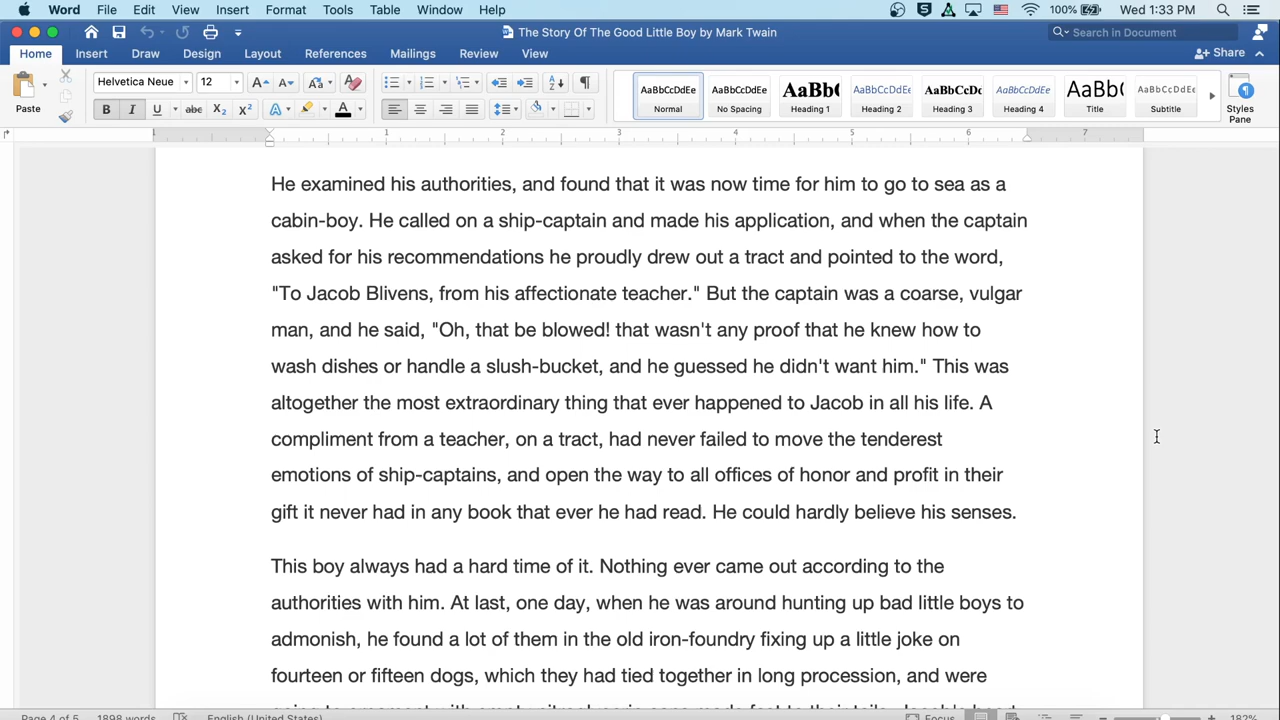 Word File Edit View Insert Format Tools Table Window Help 100% Wed 1:33 PM
The Story Of The Good Little Boy by Mark Twain Search in Document
Home Insert Draw Design Layout References Mailings Review View Share
Paste Helvetica Neue 12 AaBbCcDdEe AaBbCcDdEe AaBbC AaBbCcDdE AaBbCcD AaBbCcDdEe AaBb( AaBbCcDdEe
Normal No Spacing Heading 1 Heading 2 Heading 3 Heading 4 Title Subtitle Styles Pane
1 1 2 3 4 5 6 7
He examined his authorities, and found that it was now time for him to go to sea as a
cabin-boy. He called on a ship-captain and made his application, and when the captain
asked for his recommendations he proudly drew out a tract and pointed to the word,
"To Jacob Blivens, from his affectionate teacher." But the captain was a coarse, vulgar
man, and he said, "Oh, that be blowed! that wasn't any proof that he knew how to
wash dishes or handle a slush-bucket, and he guessed he didn't want him." This was
altogether the most extraordinary thing that ever happened to Jacob in all his life. A
compliment from a teacher, on a tract, had never failed to move the tenderest
emotions of ship-captains, and open the way to all offices of honor and profit in their
gift it never had in any book that ever he had read. He could hardly believe his senses.
This boy always had a hard time of it. Nothing ever came out according to the
authorities with him. At last, one day, when he was around hunting up bad little boys to
admonish, he found a lot of them in the old iron-foundry fixing up a little joke on
fourteen or fifteen dogs, which they had tied together in long procession, and were
Page 4 of 5 1898 words English (United States) Focus 182%